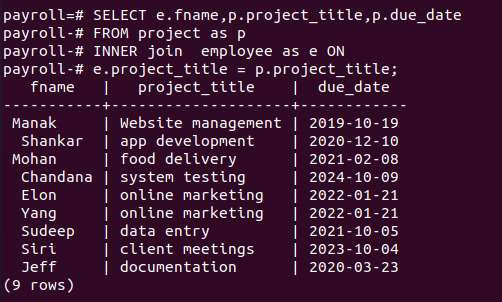 payroll=# SELECT e.fname,p.project_title,p.due_date
payroll-# FROM project as p
payroll-# INNER join  employee as e ON
payroll-# e.project_title = p.project_title;
   fname   |   project_title    |  due_date
-----------+--------------------+------------
 Manak     | Website management | 2019-10-19
  Shankar  | app development    | 2020-12-10
 Mohan     | food delivery      | 2021-02-08
  Chandana | system testing     | 2024-10-09
  Elon     | online marketing   | 2022-01-21
  Yang     | online marketing   | 2022-01-21
  Sudeep   | data entry         | 2021-10-05
  Siri     | client meetings    | 2023-10-04
  Jeff     | documentation      | 2020-03-23
(9 rows)